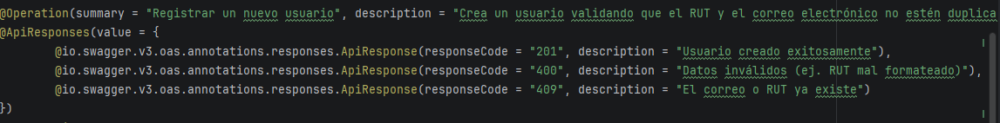 @Operation(summary = "Registrar un nuevo usuario", description = "Crea un usuario validando que el RUT y el correo electrónico no estén duplica
@ApiResponses(value = {
@io.swagger.v3.oas.annotations.responses.ApiResponse(responseCode = "201", description = "Usuario creado exitosamente"),
@io.swagger.v3.oas.annotations.responses.ApiResponse(responseCode = "400", description = "Datos inválidos (ej. RUT mal formateado)"),
@io.swagger.v3.oas.annotations.responses.ApiResponse(responseCode = "409", description = "El correo o RUT ya existe")
})